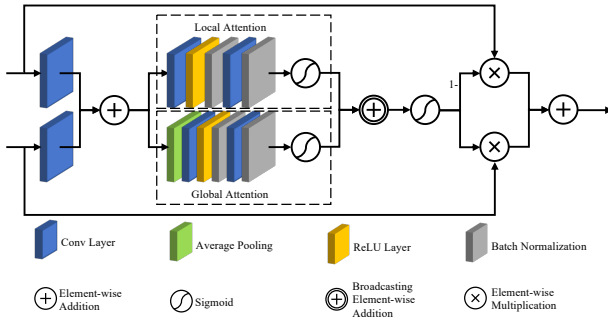 Local Attention
1-
Global Attention
Conv Layer
Average Pooling
ReLU Layer
Batch Normalization
Element-wise
Addition
Sigmoid
Broadcasting
Element-wise
Addition
Element-wise
Multiplication